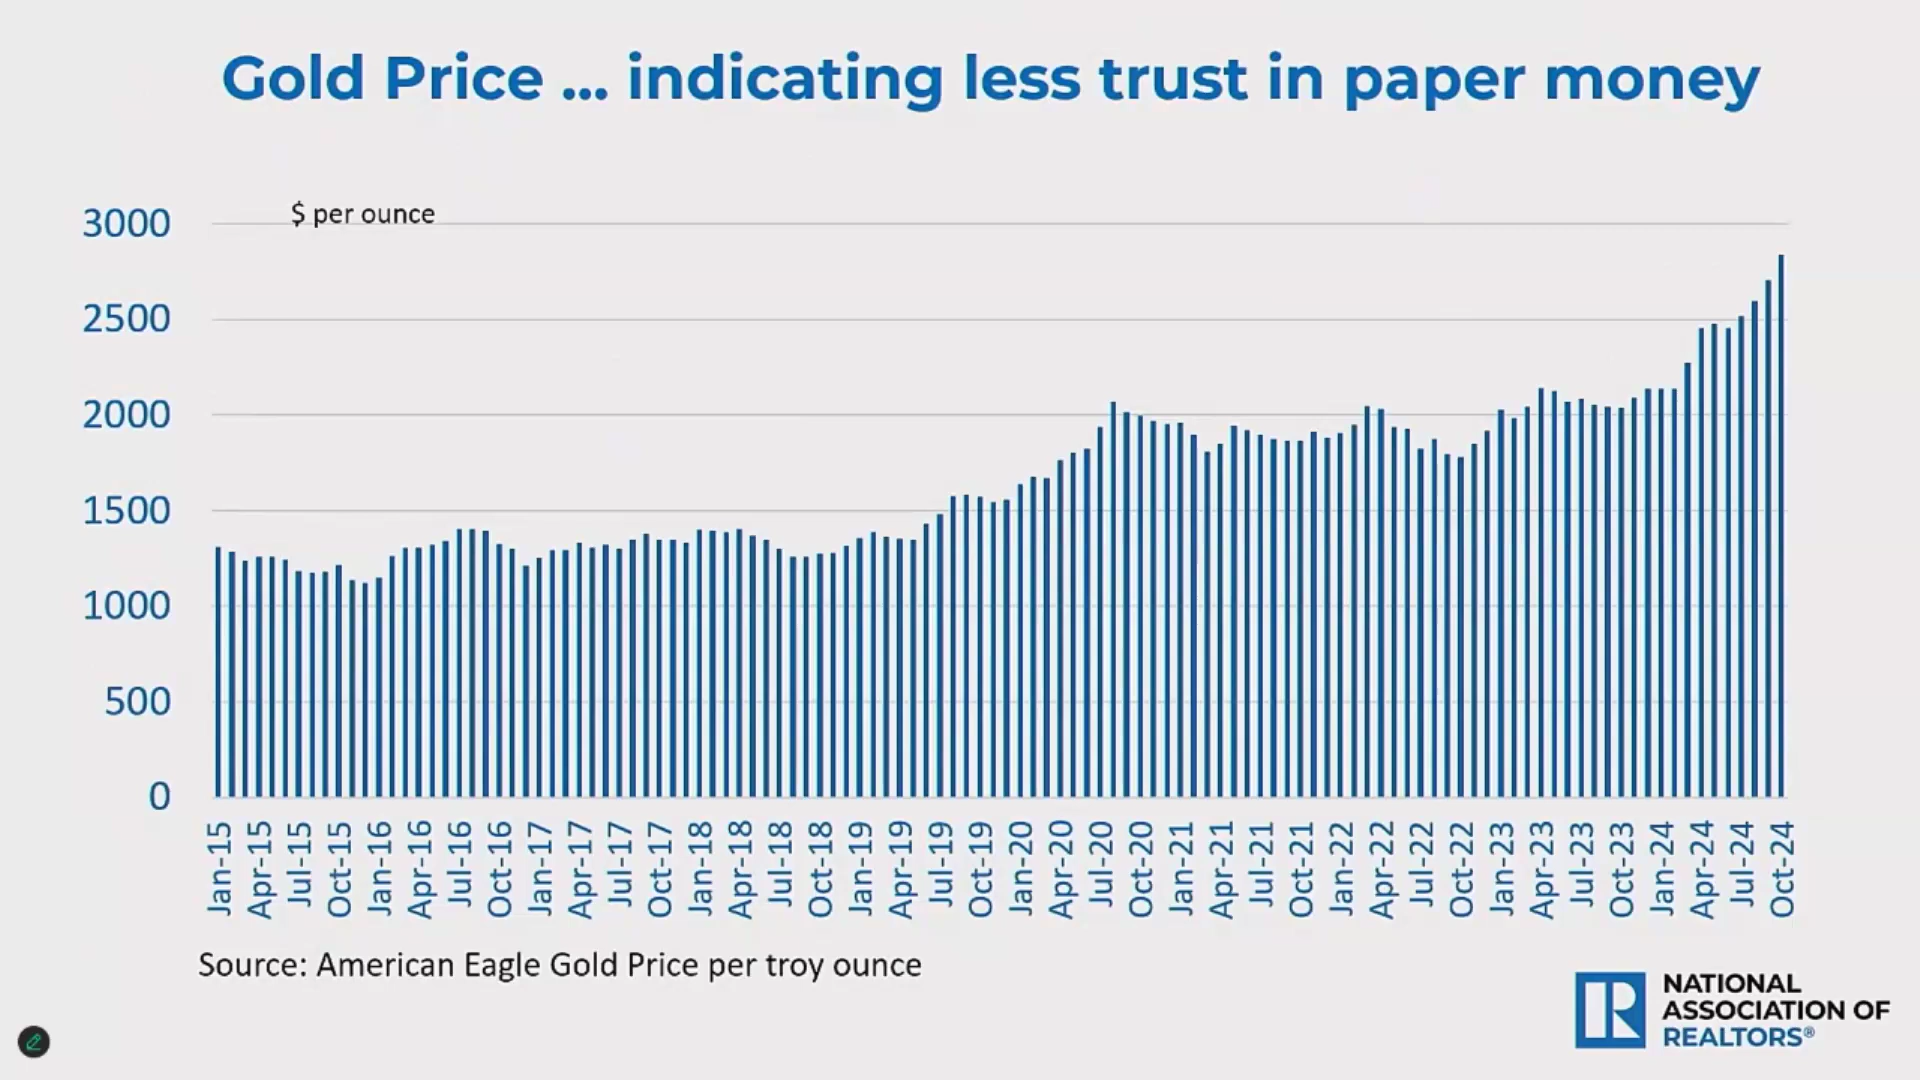 Gold Price ... indicating less trust in paper money
$ per ounce
3000
2500
2000
1500
1000
500
0
Jan-15 Apr-15 Jul-15 Oct-15 Jan-16 Apr-16 Jul-16 Oct-16 Jan-17 Apr-17 Jul-17 Oct-17 Jan-18 Apr-18 Jul-18 Oct-18 Jan-19 Apr-19 Jul-19 Oct-19 Jan-20 Apr-20 Jul-20 Oct-20 Jan-21 Apr-21 Jul-21 Oct-21 Jan-22 Apr-22 Jul-22 Oct-22 Jan-23 Apr-23 Jul-23 Oct-23 Jan-24 Apr-24 Jul-24 Oct-24
Source: American Eagle Gold Price per troy ounce
R
NATIONAL
ASSOCIATION OF
REALTORS®